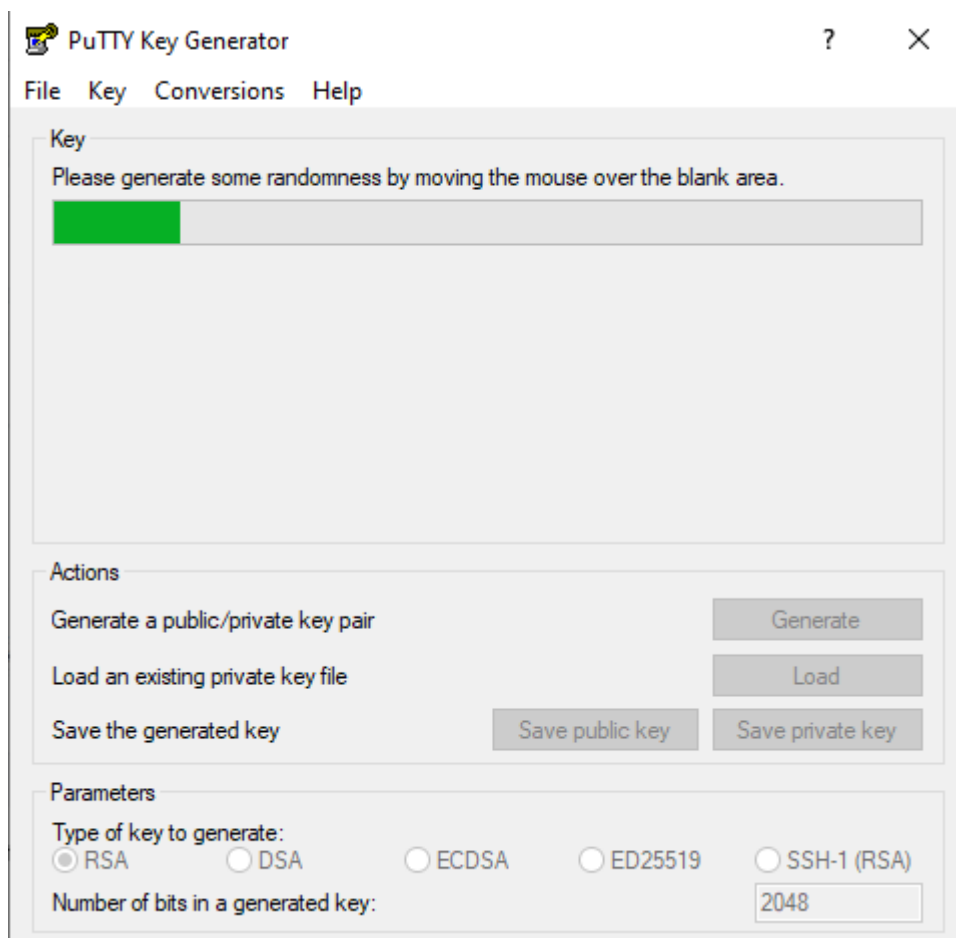 PuTTY Key Generator ? ×
File Key Conversions Help
Key
Please generate some randomness by moving the mouse over the blank area.
Actions
Generate a public/private key pair Generate
Load an existing private key file Load
Save the generated key Save public key Save private key
Parameters
Type of key to generate:
RSA DSA ECDSA ED25519 SSH-1 (RSA)
Number of bits in a generated key: 2048